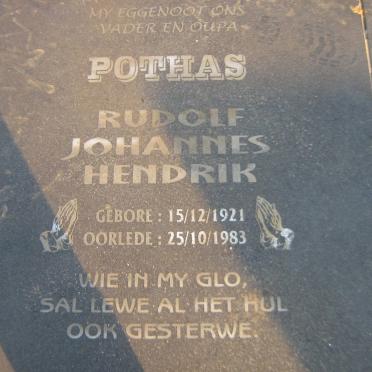 MY EGGENOOT ONS
VADER EN OUPA
POTHAS
RUDOLF
JOHANNES
HENDRIK
GEBORE : 15/12/1921
OORLEDE : 25/10/1983
WIE IN MY GLO,
SAL LEWE AL HET HUL
OOK GESTERWE.